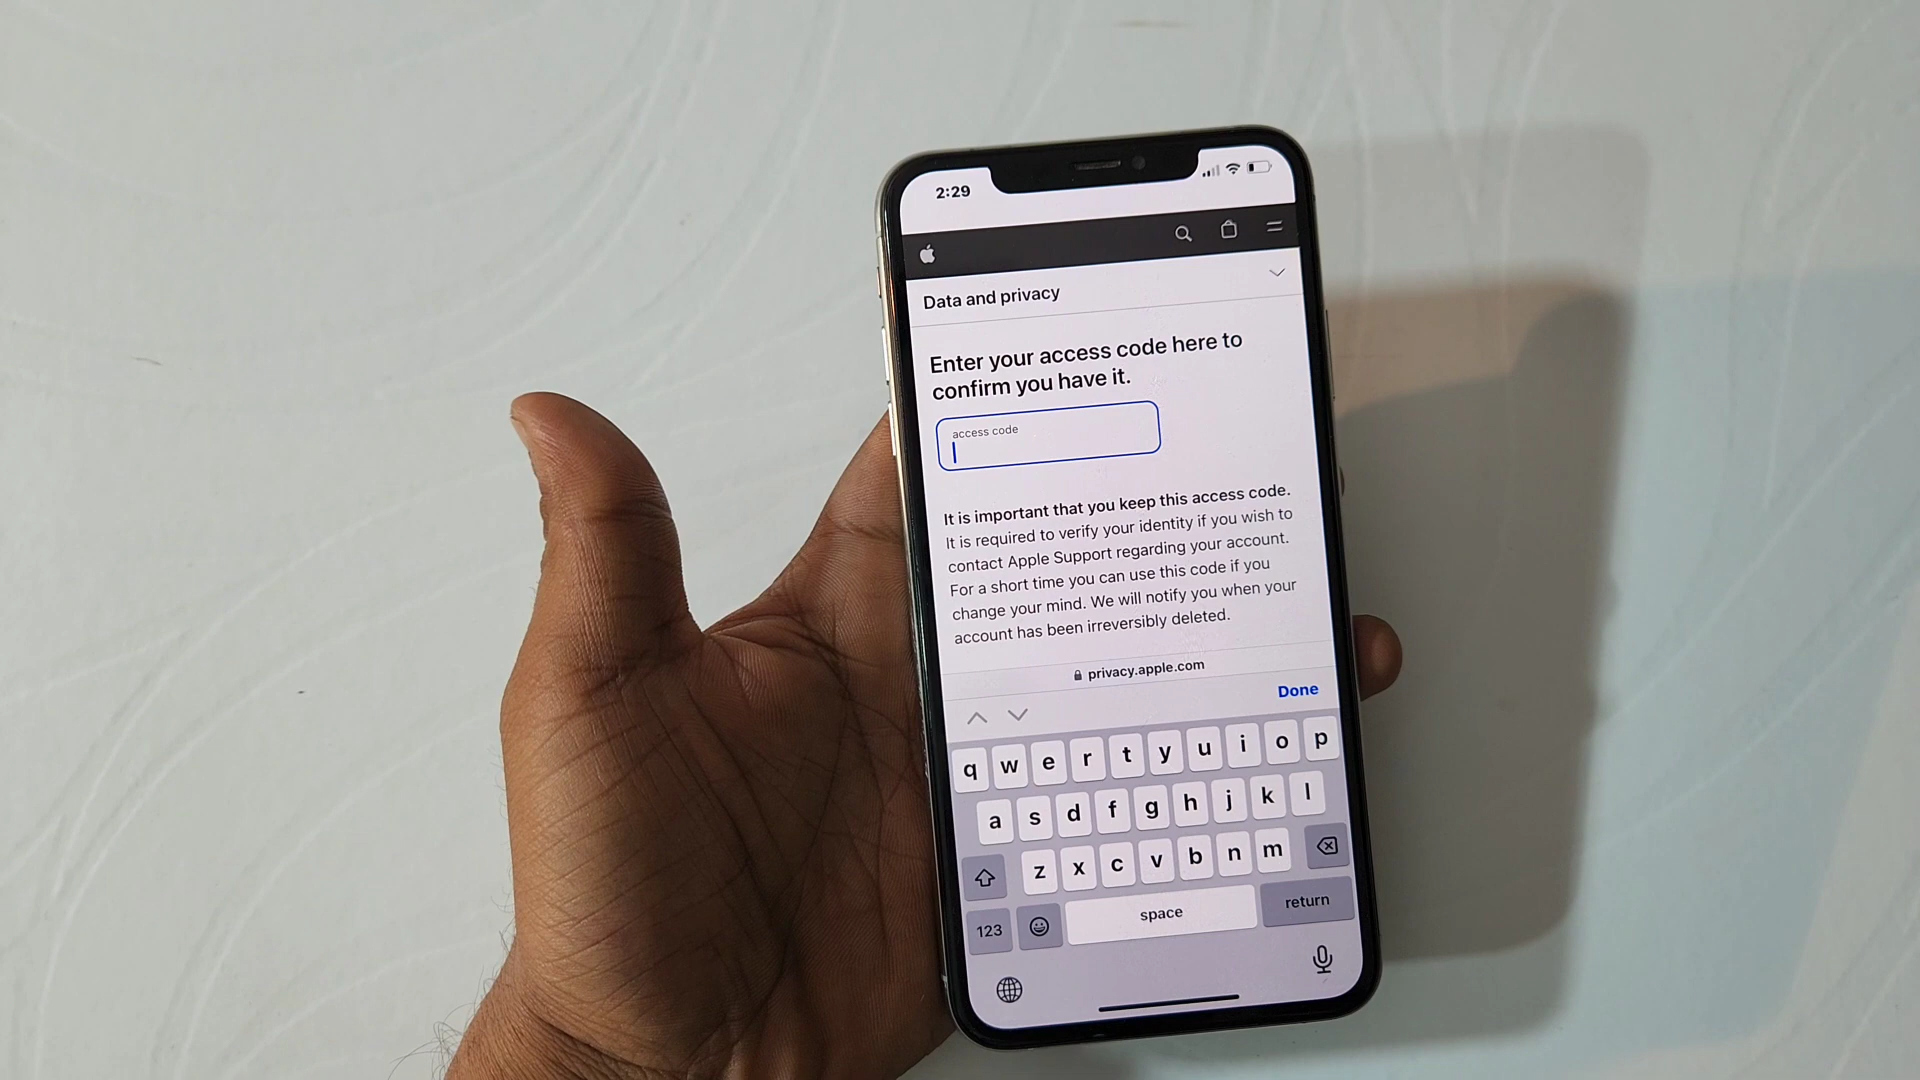 2:29
Data and privacy
Enter your access code here to
confirm you have it.
access code
It is important that you keep this access code.
It is required to verify your identity if you wish to
contact Apple Support regarding your account.
For a short time you can use this code if you
change your mind. We will notify you when your
account has been irreversibly deleted.
privacy.apple.com
Done
q w e r t y u i o p
a s d f g h j k l
z x c v b n m
123 space return